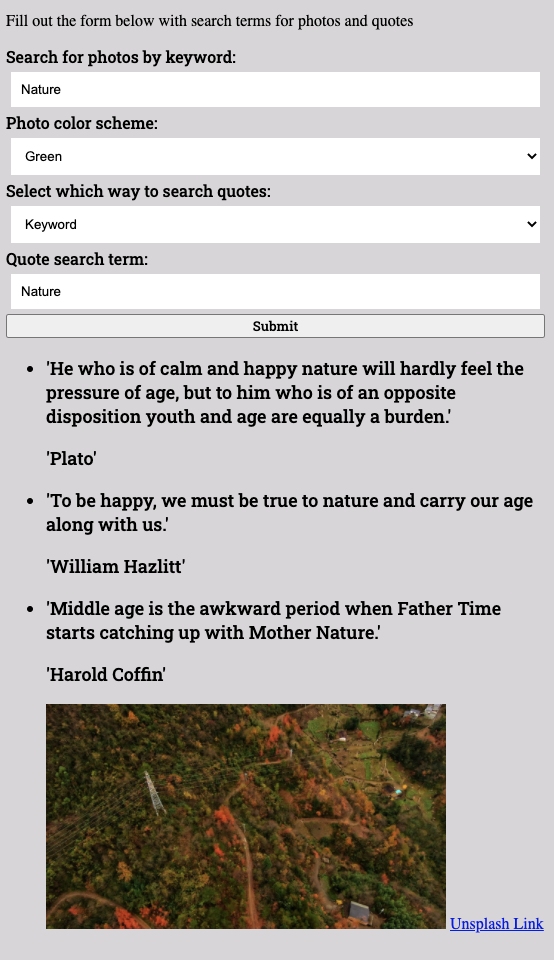 Fill out the form below with search terms for photos and quotes
Search for photos by keyword:
Nature
Photo color scheme:
Green
Select which way to search quotes:
Keyword
Quote search term:
Nature
Submit
'He who is of calm and happy nature will hardly feel the
pressure of age, but to him who is of an opposite
disposition youth and age are equally a burden.'
'Plato'
'To be happy, we must be true to nature and carry our age
along with us.'
'William Hazlitt'
'Middle age is the awkward period when Father Time
starts catching up with Mother Nature.'
'Harold Coffin'
Unsplash Link